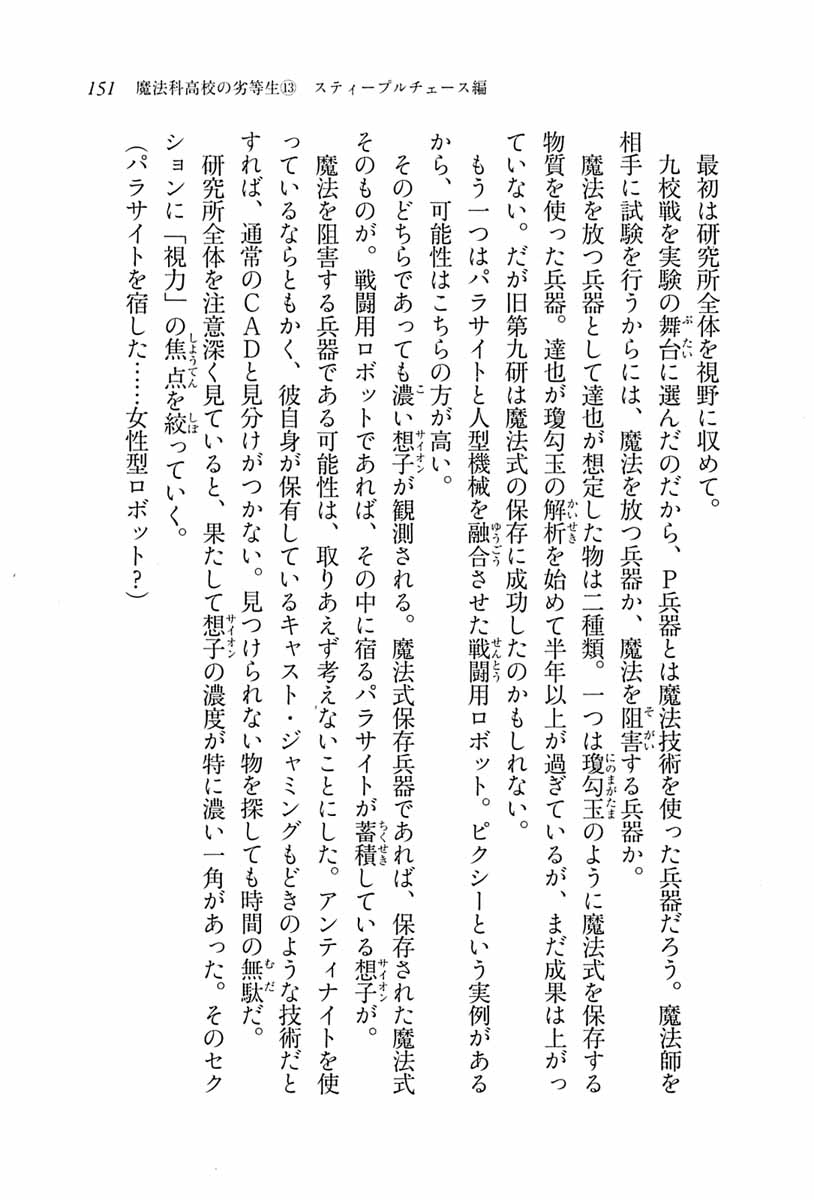 151　魔法科高校の劣等生⑬　スティープルチェース編
　最初は研究所全体を視野に収めて。
　九校戦を実験の舞台に選んだのだから、Ｐ兵器とは魔法技術を使った兵器だろう。魔法師を
相手に試験を行うからには、魔法を放つ兵器か、魔法を阻害する兵器か。
　魔法を放つ兵器として達也が想定した物は二種類。一つは瓊勾玉のように魔法式を保存する
物質を使った兵器。達也が瓊勾玉の解析を始めて半年以上が過ぎているが、まだ成果は上がっ
ていない。だが旧第九研は魔法式の保存に成功したのかもしれない。
　もう一つはパラサイトと人型機械を融合させた戦闘用ロボット。ピクシーという実例がある
から、可能性はこちらの方が高い。
　そのどちらであっても濃い想子が観測される。魔法式保存兵器であれば、保存された魔法式
そのものが。戦闘用ロボットであれば、その中に宿るパラサイトが蓄積している想子が。
　魔法を阻害する兵器である可能性は、取りあえず考えないことにした。アンティナイトを使
っているならともかく、彼自身が保有しているキャスト・ジャミングもどきのような技術だと
すれば、通常のＣＡＤと見分けがつかない。見つけられない物を探しても時間の無駄だ。
　研究所全体を注意深く見ていると、果たして想子の濃度が特に濃い一角があった。そのセク
ションに「視力」の焦点を絞っていく。
（パラサイトを宿した……女性型ロボット？）